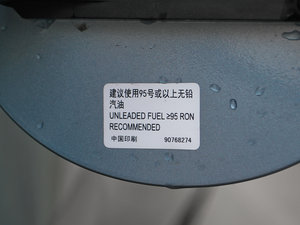 建议使用95号或以上无铅
汽油
UNLEADED FUEL ≥95 RON
RECOMMENDED
中国印刷 90768274